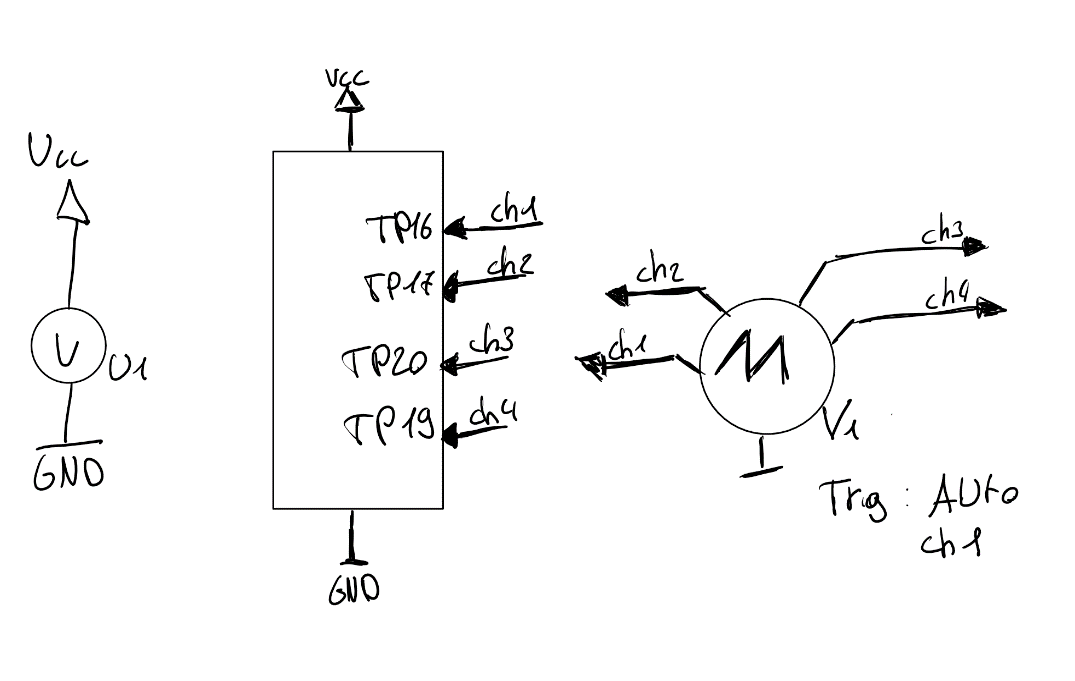 Vcc
V
U1
GND
Vcc
TP16
TP17
TP20
TP19
ch1
ch2
ch3
ch4
GND
ch2
ch1
ch3
ch4
V1
Trig : AUto
ch1